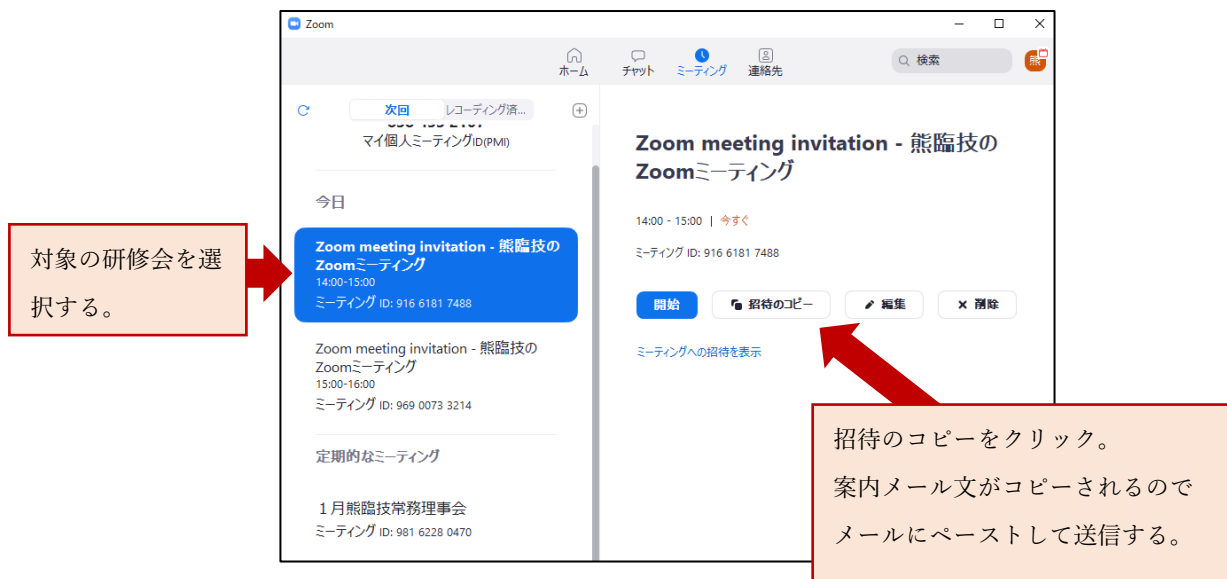 Zoom
ホーム
チャット
ミーティング
連絡先
検索
熊
次回
レコーディング済...
マイ個人ミーティングID(PMI)
今日
Zoom meeting invitation - 熊臨技の
Zoomミーティング
14:00-15:00
ミーティング ID: 916 6181 7488
Zoom meeting invitation - 熊臨技の
Zoomミーティング
15:00-16:00
ミーティング ID: 969 0073 3214
定期的なミーティング
１月熊臨技常務理事会
ミーティング ID: 981 6228 0470
Zoom meeting invitation - 熊臨技の
Zoomミーティング
14:00 - 15:00 | 今すぐ
ミーティング ID: 916 6181 7488
開始
招待のコピー
編集
削除
ミーティングへの招待を表示
対象の研修会を選
択する。
招待のコピーをクリック。
案内メール文がコピーされるので
メールにペーストして送信する。